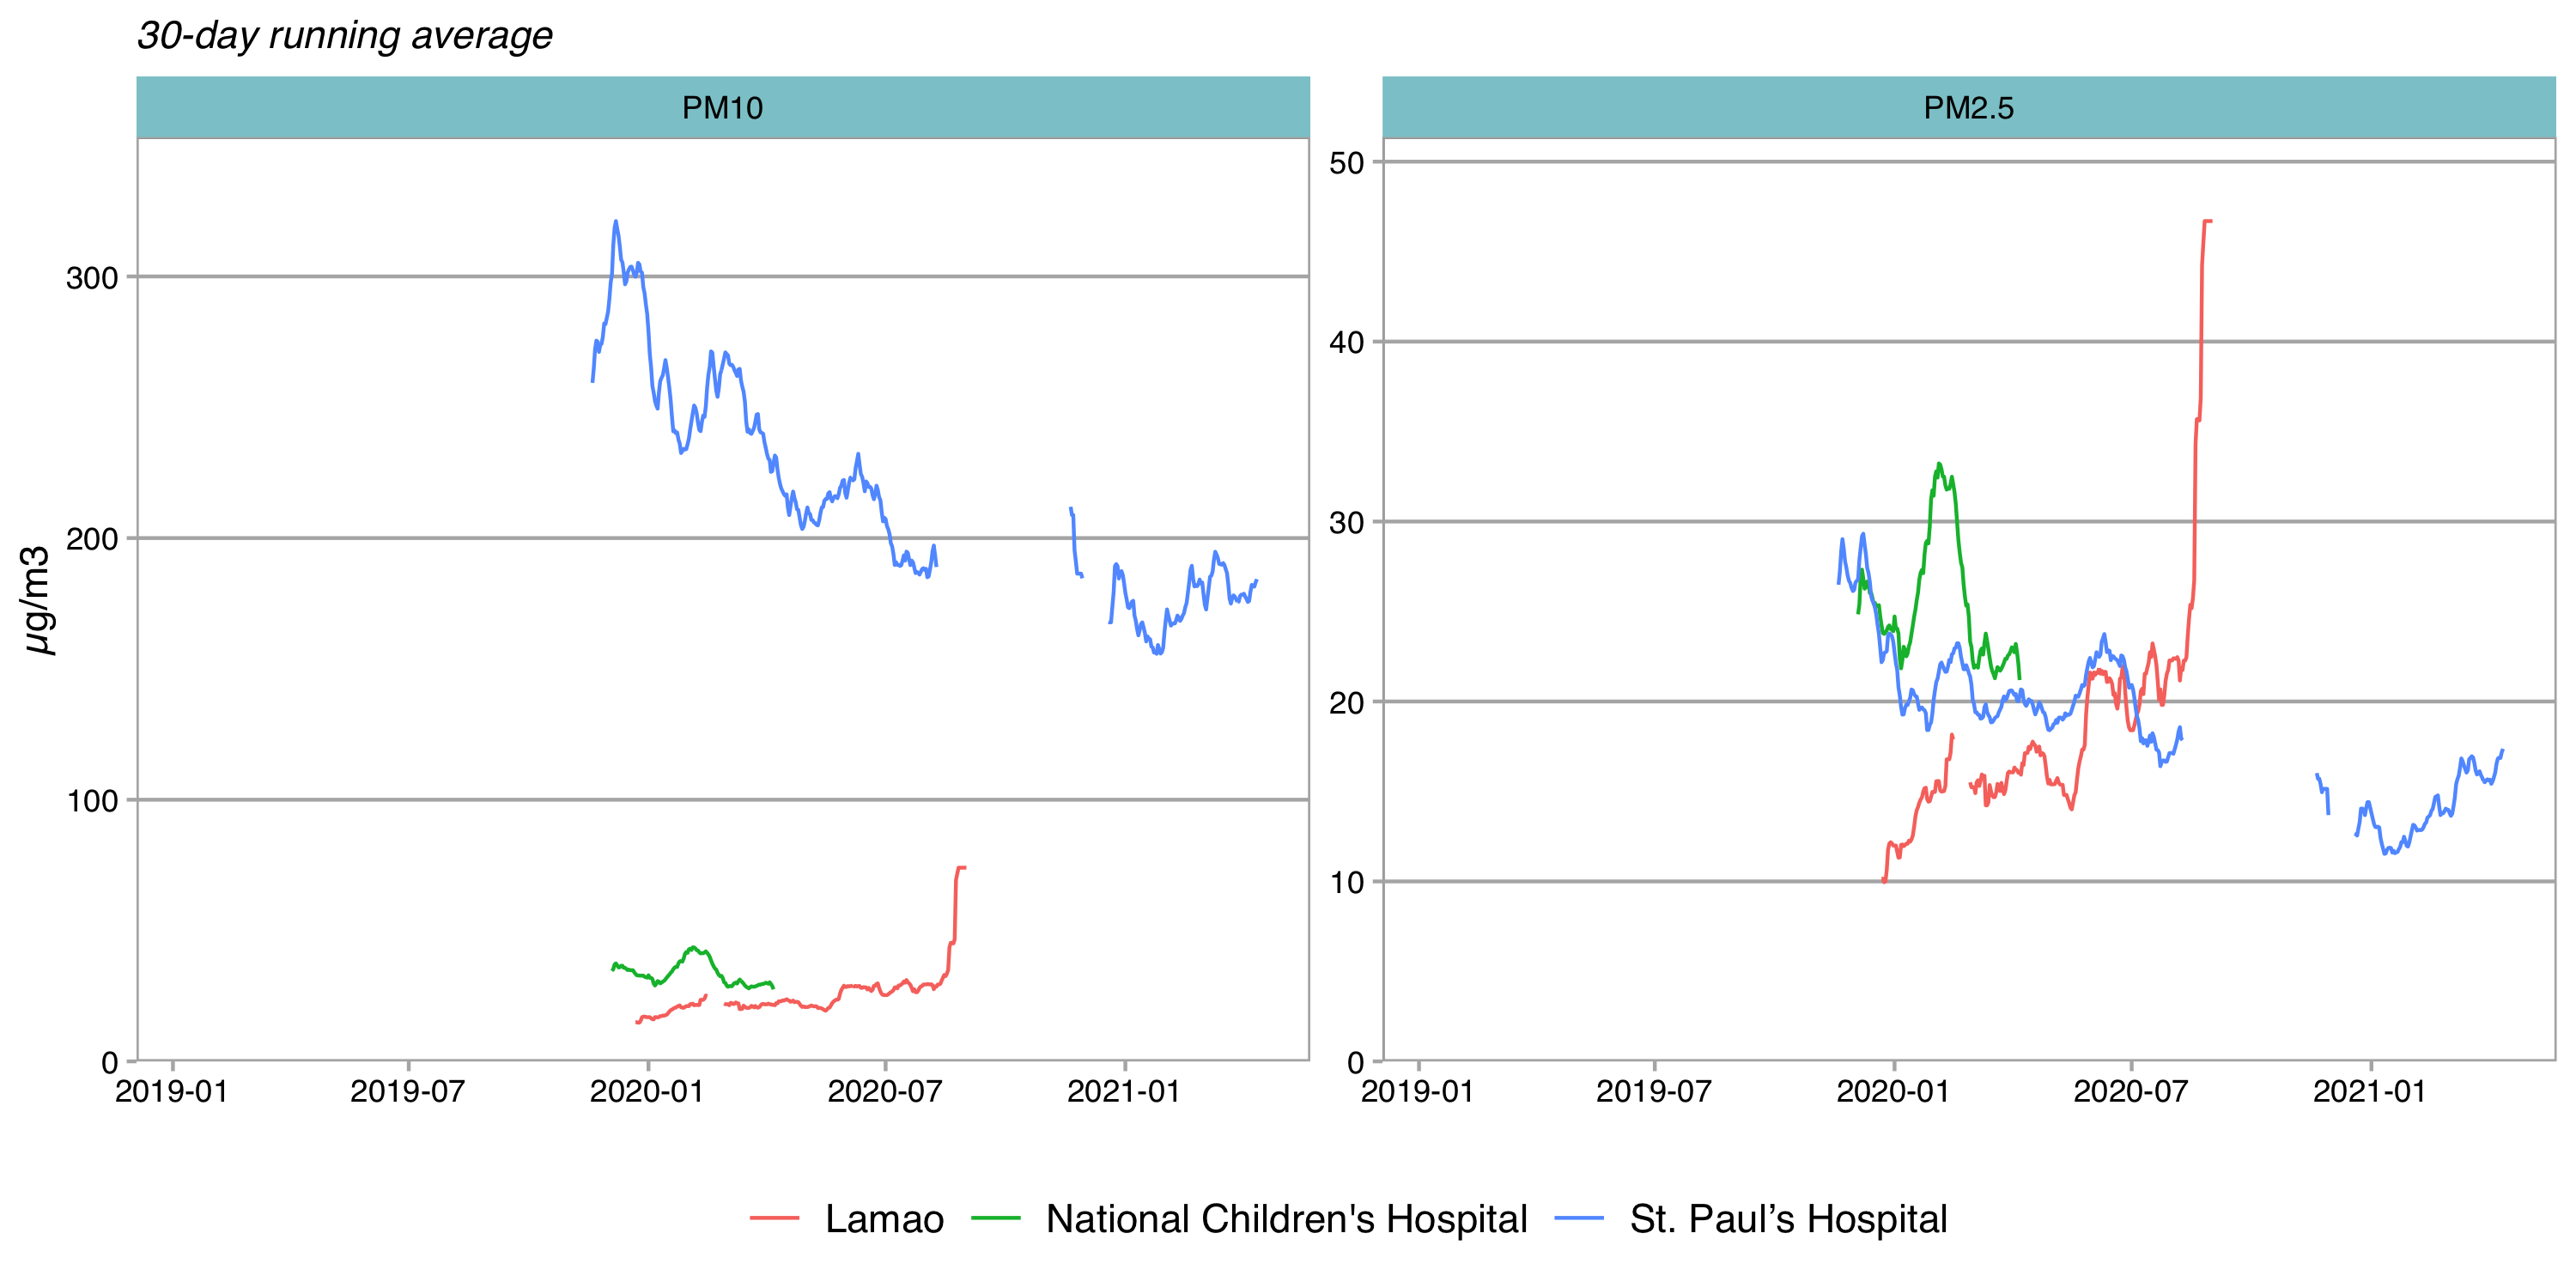 30-day running average
PM10
PM2.5
µg/m3
300
200
100
0
50
40
30
20
10
0
2019-01 2019-07 2020-01 2020-07 2021-01
2019-01 2019-07 2020-01 2020-07 2021-01
Lamao National Children's Hospital St. Paul’s Hospital